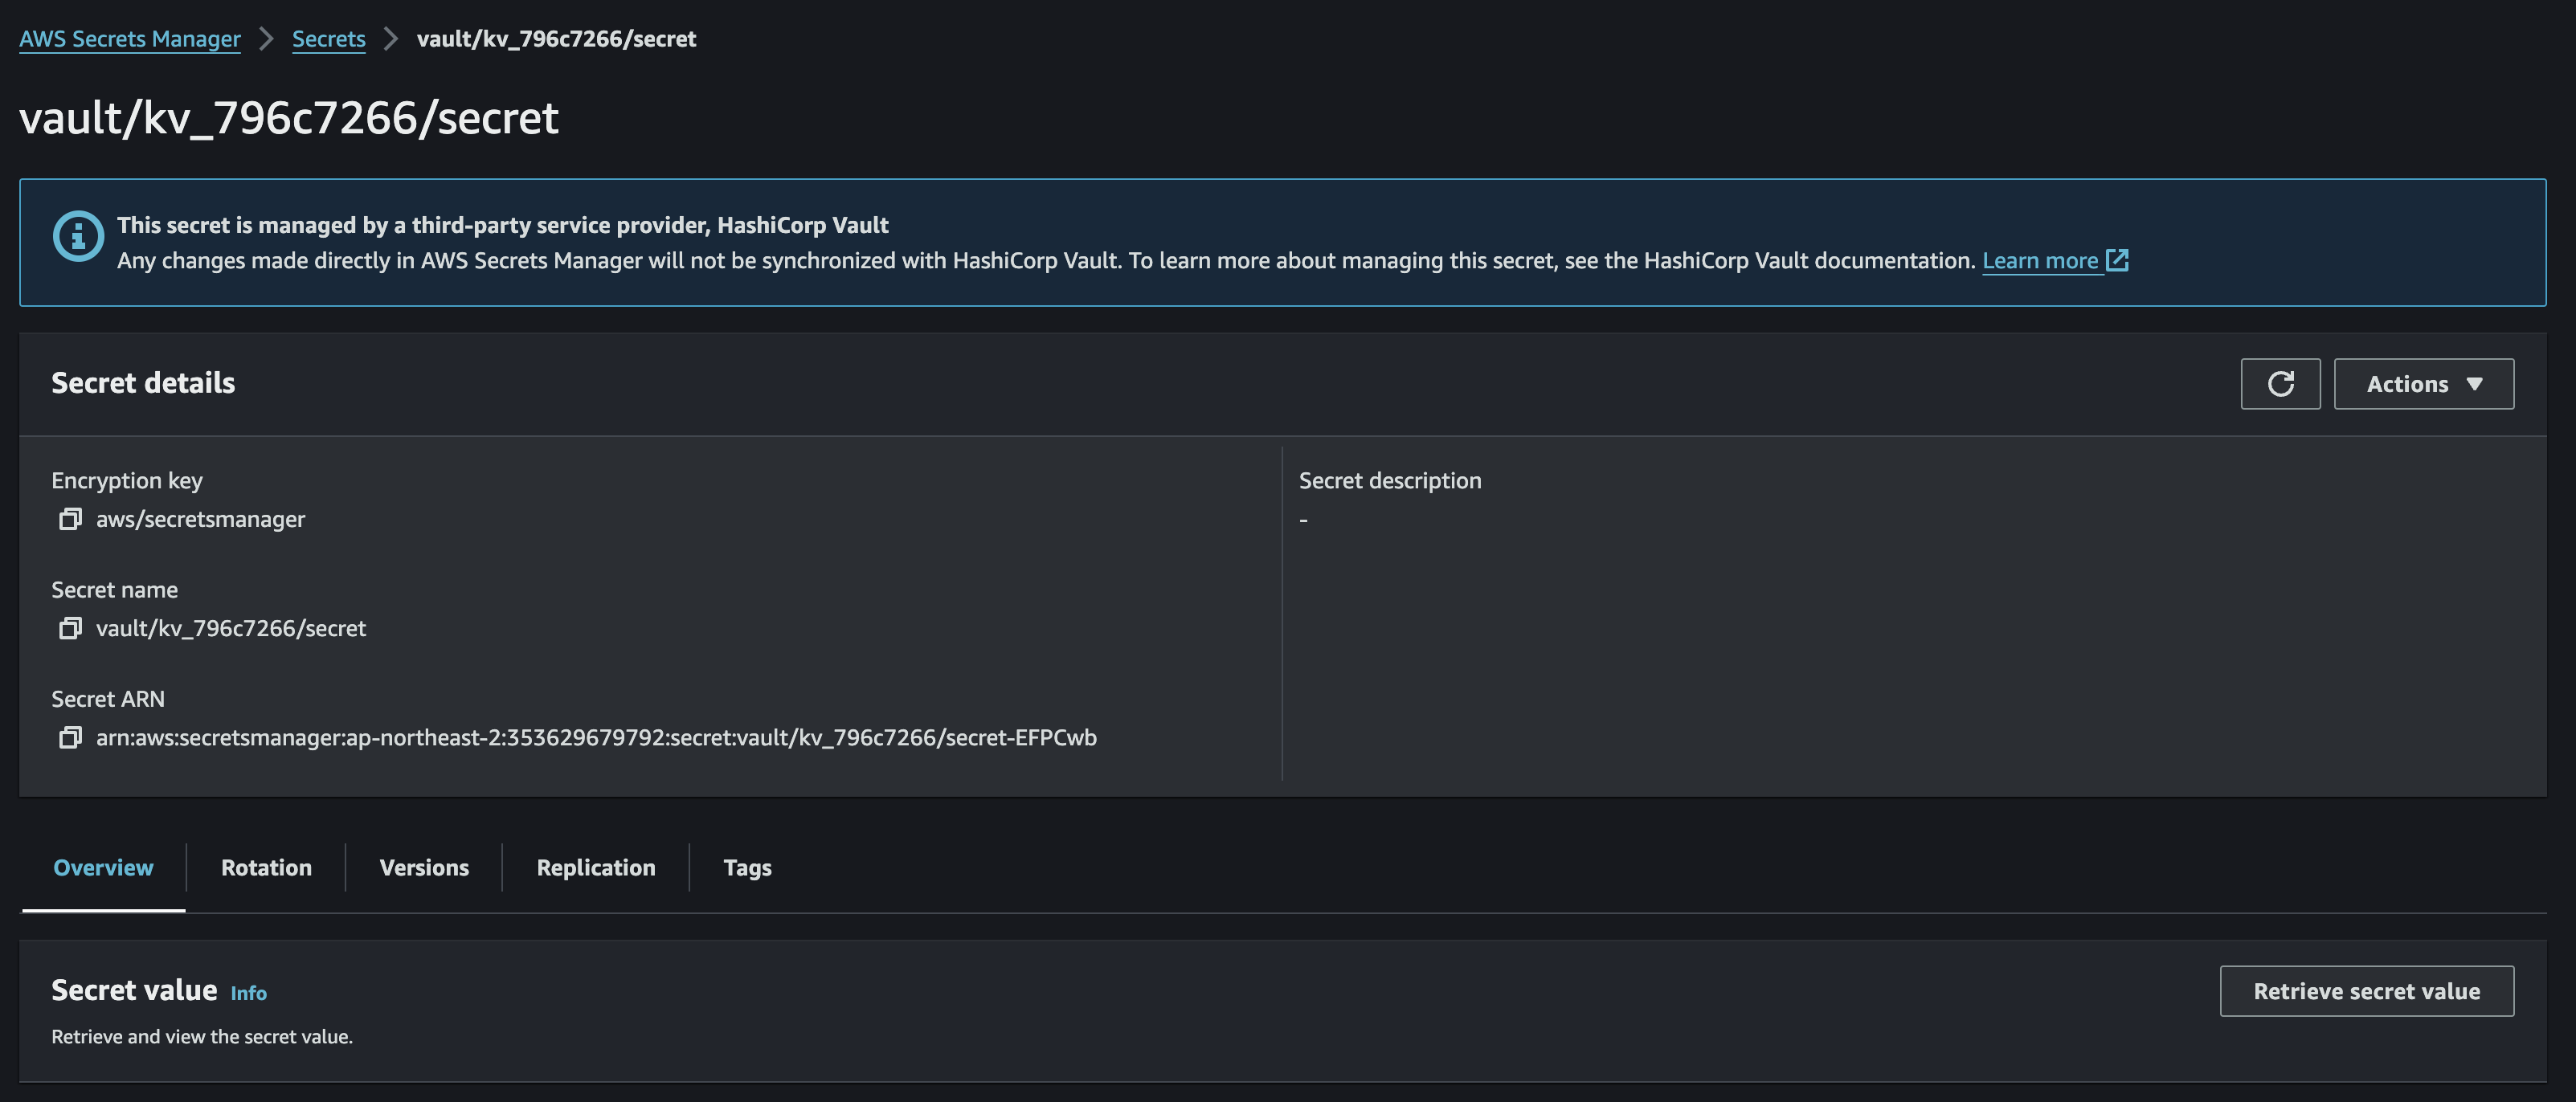 AWS Secrets Manager > Secrets > vault/kv_796c7266/secret
vault/kv_796c7266/secret
This secret is managed by a third-party service provider, HashiCorp Vault
Any changes made directly in AWS Secrets Manager will not be synchronized with HashiCorp Vault. To learn more about managing this secret, see the HashiCorp Vault documentation. Learn more
Secret details
Actions
Encryption key
aws/secretsmanager
Secret name
vault/kv_796c7266/secret
Secret ARN
arn:aws:secretsmanager:ap-northeast-2:353629679792:secret:vault/kv_796c7266/secret-EFPCwb
Secret description
-
Overview Rotation Versions Replication Tags
Secret value Info
Retrieve secret value
Retrieve and view the secret value.